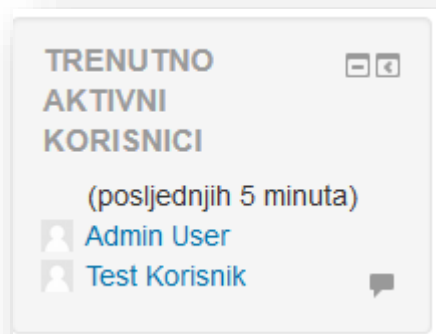 TRENUTNO
AKTIVNI
KORISNICI
(posljednjih 5 minuta)
Admin User
Test Korisnik